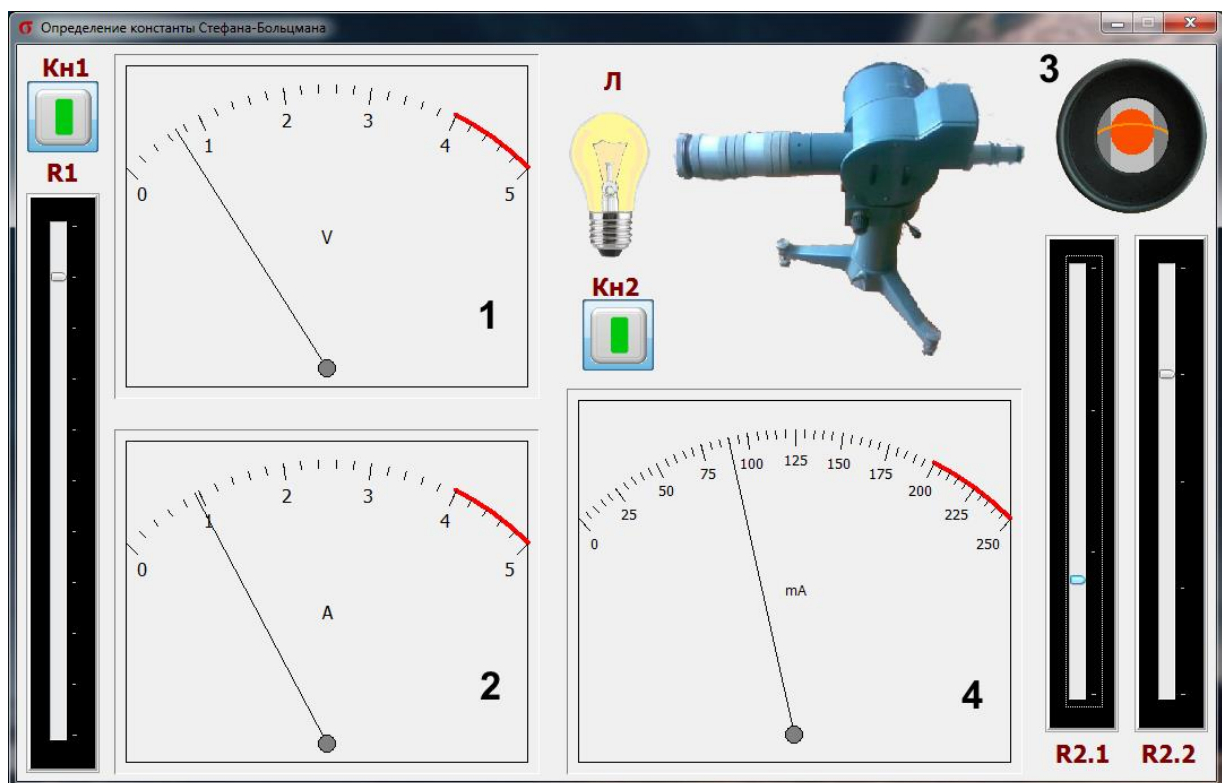 σ Определение константы Стефана-Больцмана
Кн1
R1
0 1 2 3 4 5
V
1
Л
Кн2
3
0 1 2 3 4 5
A
2
0 25 50 75 100 125 150 175 200 225 250
mA
4
R2.1 R2.2